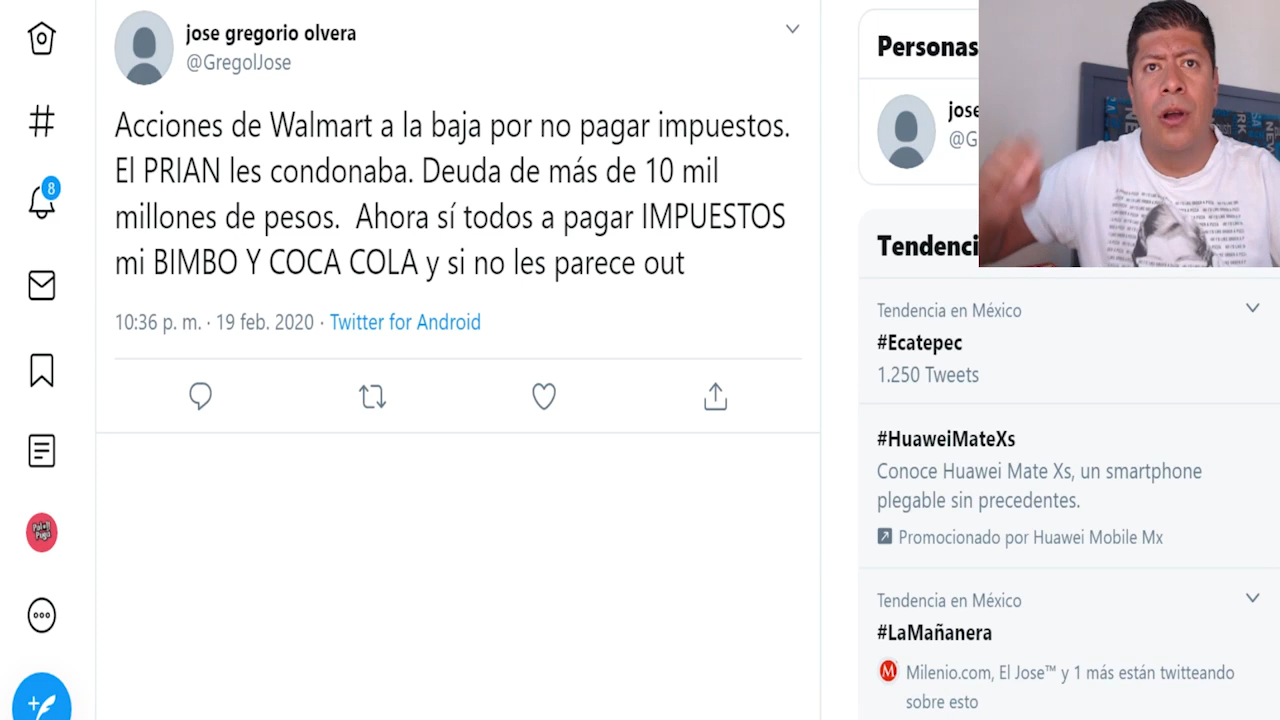 jose gregorio olvera
@GregolJose
Acciones de Walmart a la baja por no pagar impuestos.
El PRIAN les condonaba. Deuda de más de 10 mil
millones de pesos.  Ahora sí todos a pagar IMPUESTOS
mi BIMBO Y COCA COLA y si no les parece out
10:36 p. m. · 19 feb. 2020 · Twitter for Android
8
Personas
jose
@G
Tendenci
Tendencia en México
#Ecatepec
1.250 Tweets
#HuaweiMateXs
Conoce Huawei Mate Xs, un smartphone
plegable sin precedentes.
Promocionado por Huawei Mobile Mx
Tendencia en México
#LaMañanera
M
Milenio.com, El Jose™ y 1 más están twitteando
sobre esto